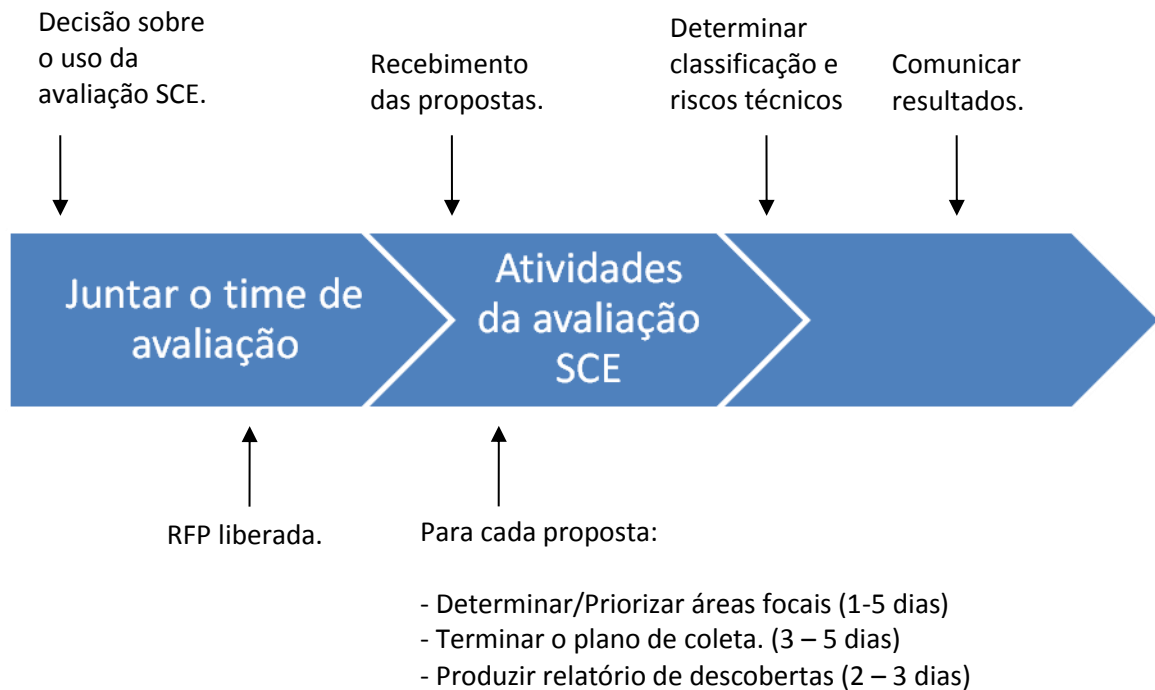 Decisão sobre
o uso da
avaliação SCE.
Recebimento
das propostas.
Determinar
classificação e
riscos técnicos
Comunicar
resultados.
Juntar o time de
avaliação
Atividades
da avaliação
SCE
RFP liberada.
Para cada proposta:
- Determinar/Priorizar áreas focais (1-5 dias)
- Terminar o plano de coleta. (3 – 5 dias)
- Produzir relatório de descobertas (2 – 3 dias)